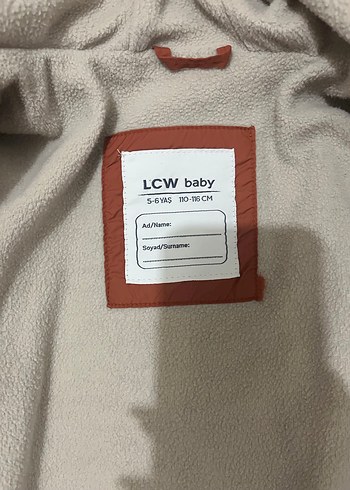 LCW baby
5-6 YAŞ 110-116 CM
Ad/Name:
Soyad/Surname: